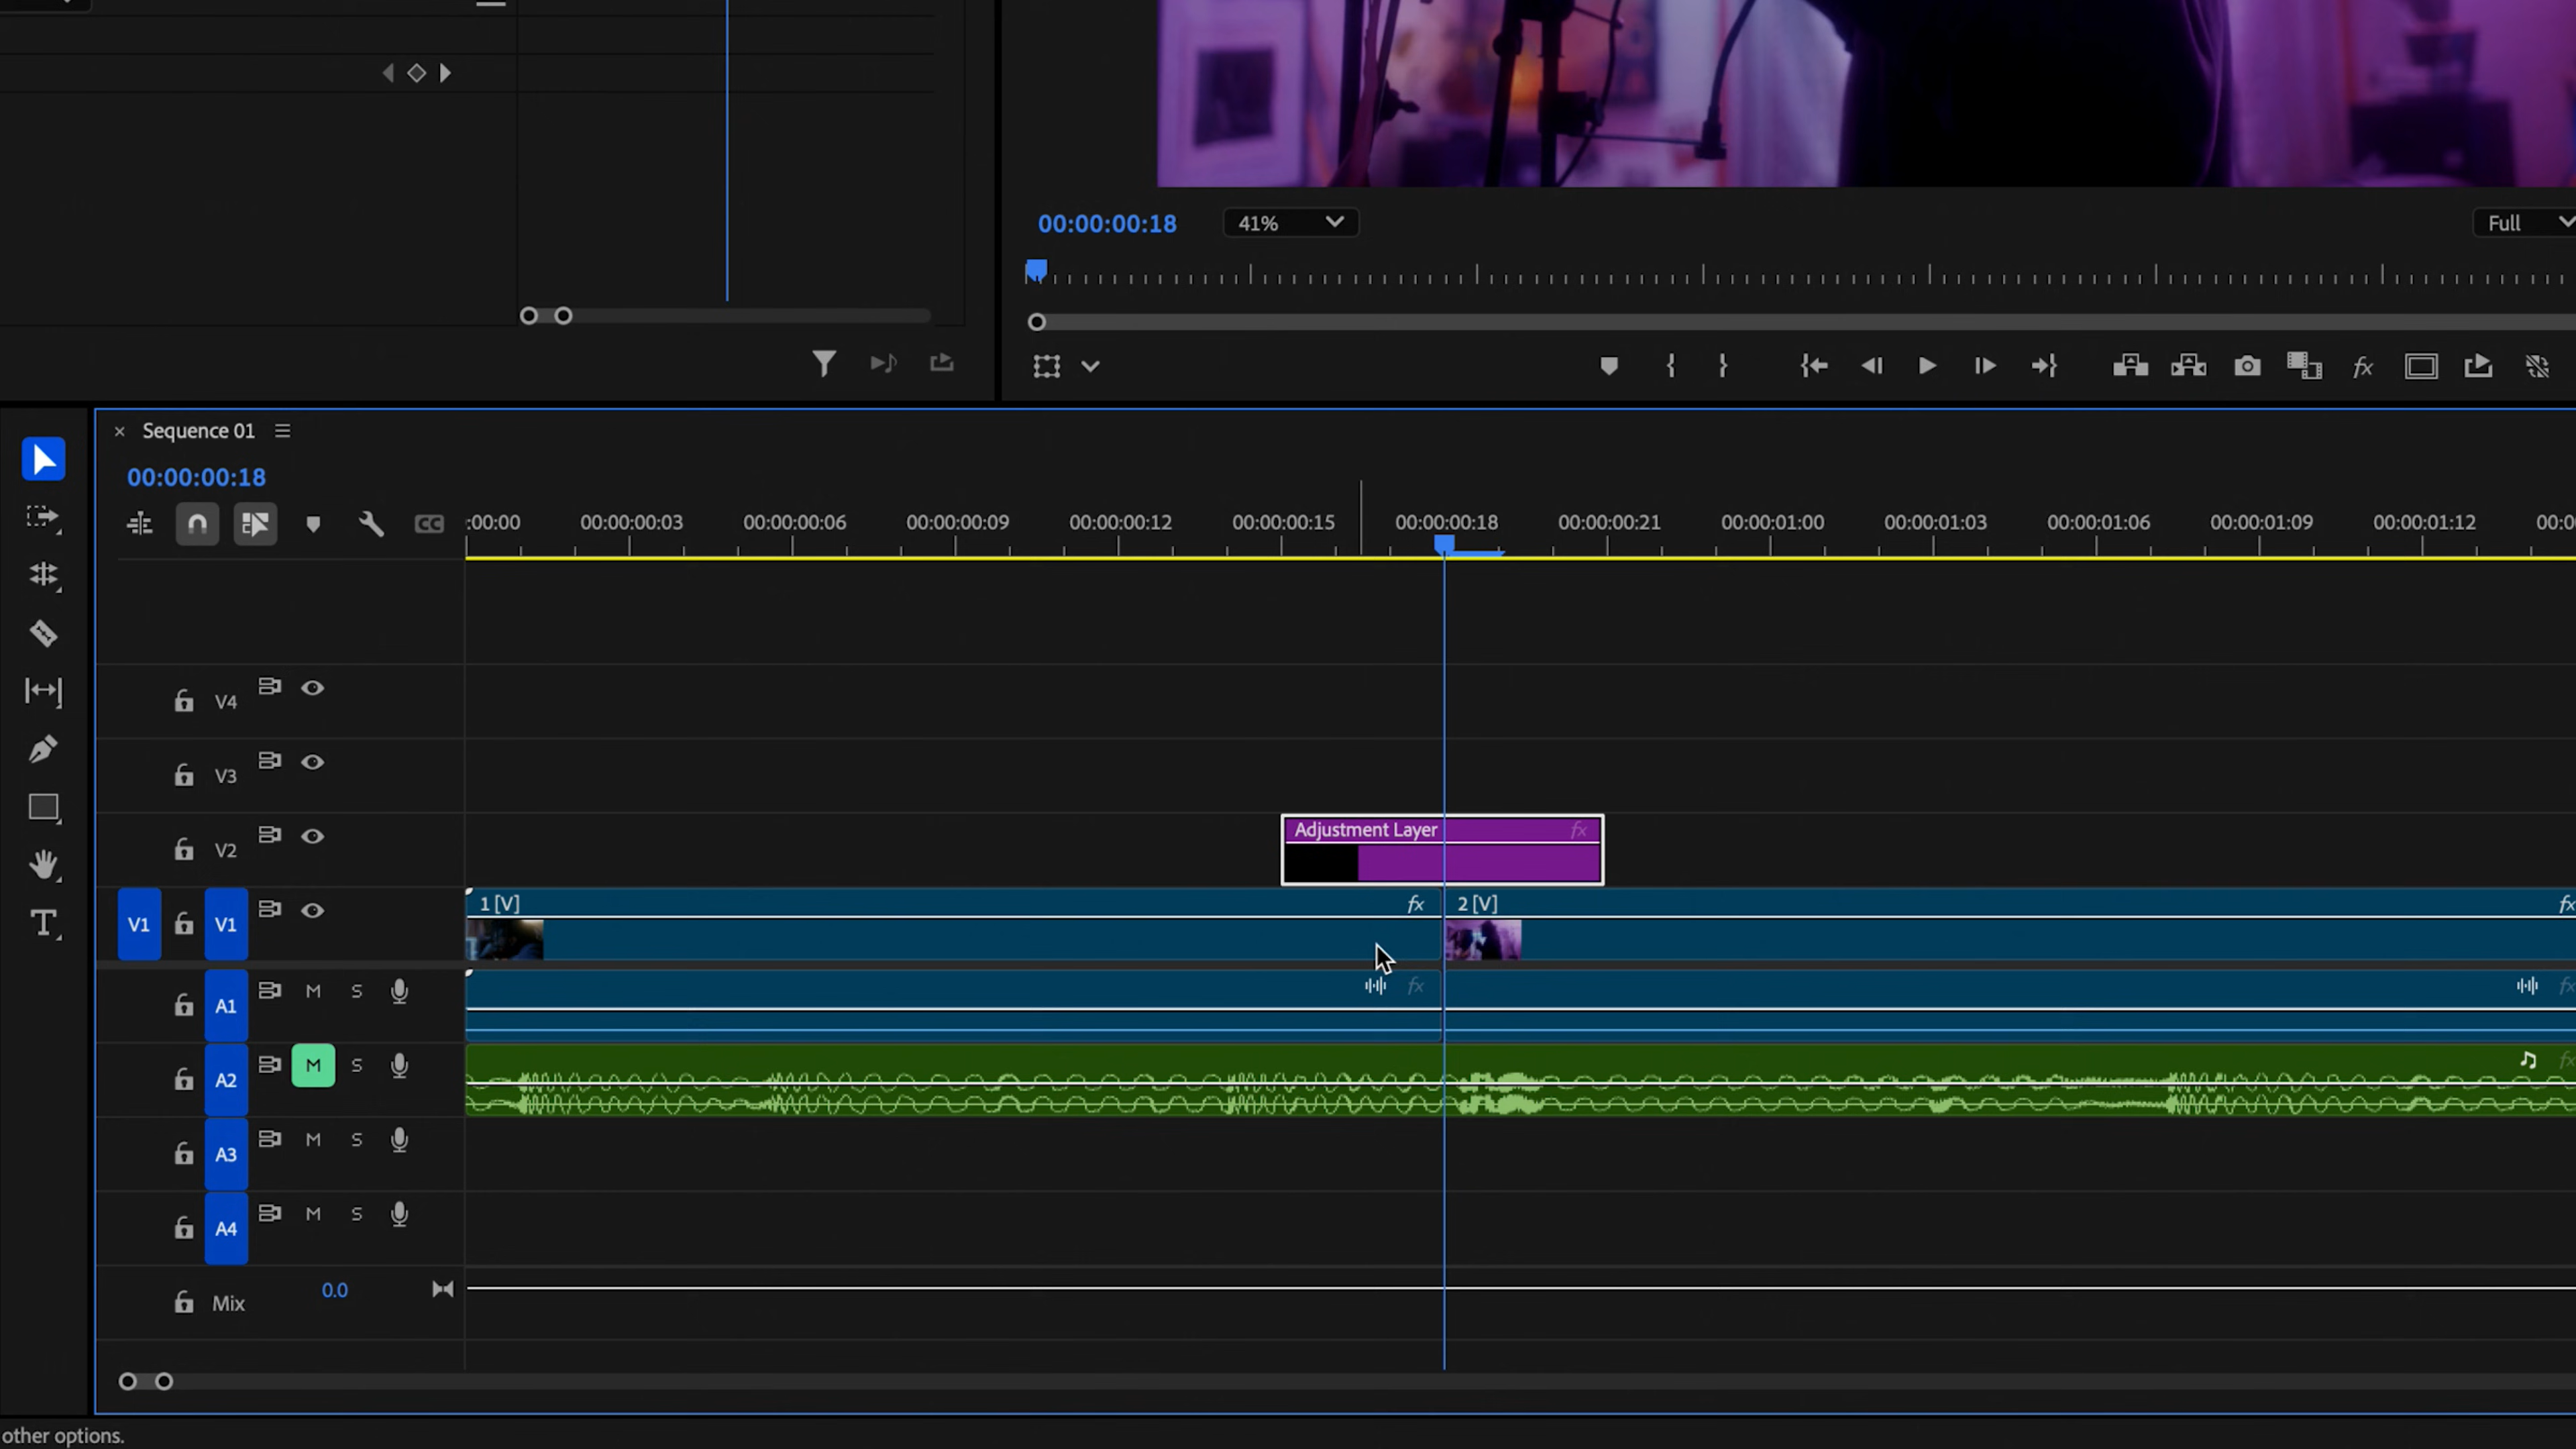 00:00:00:18
41%
Full
fx
Sequence 01
00:00:00:18
CC
:00:00
00:00:00:03
00:00:00:06
00:00:00:09
00:00:00:12
00:00:00:15
00:00:00:18
00:00:00:21
00:00:01:00
00:00:01:03
00:00:01:06
00:00:01:09
00:00:01:12
00:0
V4
V3
V2
Adjustment Layer
fx
V1
V1
1 [V]
fx
2 [V]
fx
A1
M
S
fx
fx
A2
M
S
fx
A3
M
S
A4
M
S
Mix
0.0
other options.